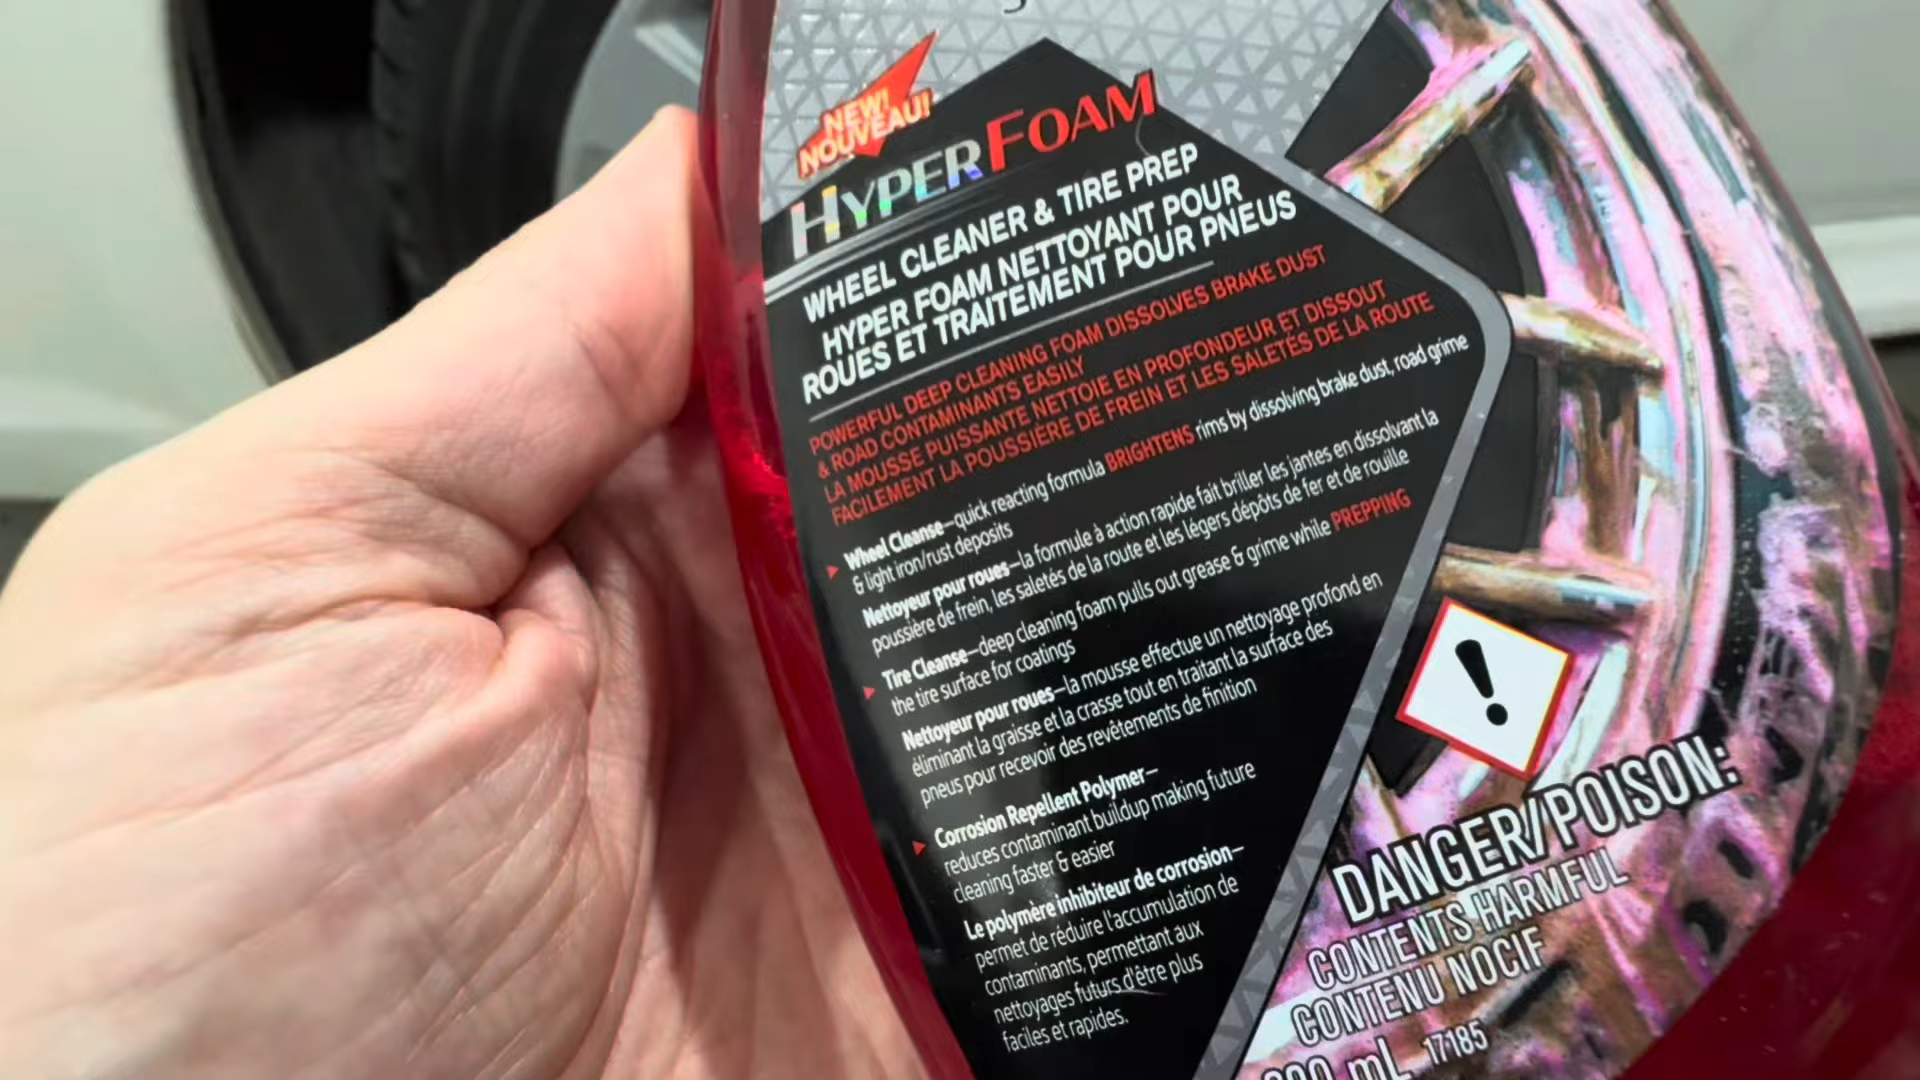 NEW!
NOUVEAU!
HYPER FOAM
WHEEL CLEANER & TIRE PREP
HYPER FOAM NETTOYANT POUR
ROUES ET TRAITEMENT POUR PNEUS
POWERFUL DEEP CLEANING FOAM DISSOLVES BRAKE DUST
& ROAD CONTAMINANTS EASILY
LA MOUSSE PUISSANTE NETTOIE EN PROFONDEUR ET DISSOUT
FACILEMENT LA POUSSIÈRE DE FREIN ET LES SALETÉS DE LA ROUTE
Wheel Cleanse—quick reacting formula BRIGHTENS rims by dissolving brake dust, road grime
& light iron/rust deposits
Nettoyeur pour roues—la formule à action rapide fait briller les jantes en dissolvant la
poussière de frein, les saletés de la route et les légers dépôts de fer et de rouille
Tire Cleanse—deep cleaning foam pulls out grease & grime while PREPPING
the tire surface for coatings
Nettoyeur pour roues—la mousse effectue un nettoyage profond en
éliminant la graisse et la crasse tout en traitant la surface des
pneus pour recevoir des revêtements de finition
Corrosion Repellent Polymer—
reduces contaminant buildup making future
cleaning faster & easier
Le polymère inhibiteur de corrosion—
permet de réduire l'accumulation de
contaminants, permettant aux
nettoyages futurs d'être plus
faciles et rapides.
!
DANGER/POISON:
CONTENTS HARMFUL
CONTENU NOCIF
mL 17185